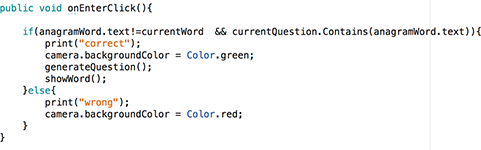 public void onEnterClick(){
if(anagramWord.text!=currentWord  && currentQuestion.Contains(anagramWord.text)){
print("correct");
camera.backgroundColor = Color.green;
generateQuestion();
showWord();
}else{
print("wrong");
camera.backgroundColor = Color.red;
}
}